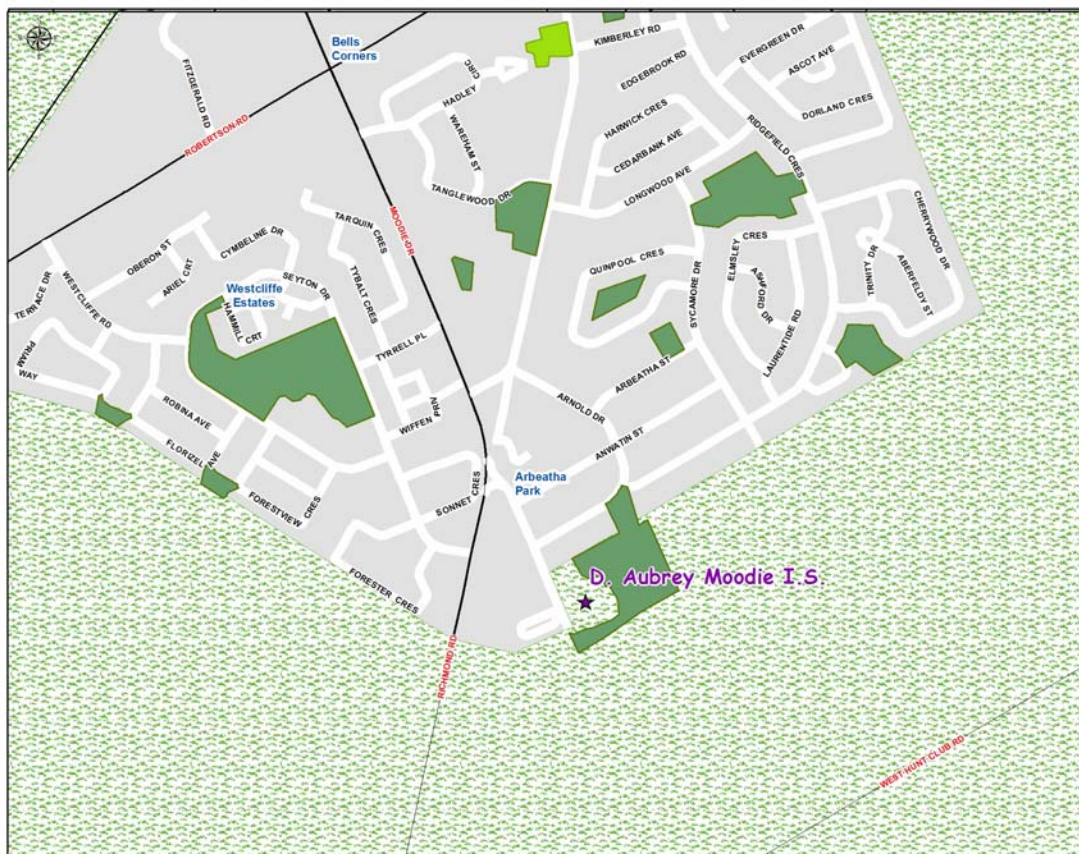 Bells
Corners
KIMBERLEY RD
EVERGREEN DR
ASCOT AVE
FITZGERALD RD
HADLEY CIRC
EDGEBROOK RD
DORLAND CRES
ROBERTSON RD
WAREHAM ST
HARWICK CRES
CEDARBANK AVE
RIDGEFIELD CRES
TANGLEWOOD DR
LONGWOOD AVE
MOODIE DR
TARQUIN CRES
CHERRYWOOD DR
OBERON ST
CYMBELINE DR
ARIEL CRT
TYBALT CRES
QUINPOOL CRES
ELMSLEY CRES
TRINITY DR
ABERFELDY ST
TERRACE DR
WESTCLIFFE RD
Westcliffe
Estates
SEYTON DR
HAMMILL CRT
SYCAMORE DR
ASHFORD DR
LAURENTIDE RD
TYRRELL PL
PRIAM WAY
ARBEATHA ST
ARNOLD DR
ROBINA AVE
WIFFEN PRIV
ANWATIN ST
FLORIZEL AVE
Arbeatha
Park
FORESTVIEW CRES
SONNET CRES
FORESTER CRES
D. Aubrey Moodie I.S.
RICHMOND RD
WEST HUNT CLUB RD